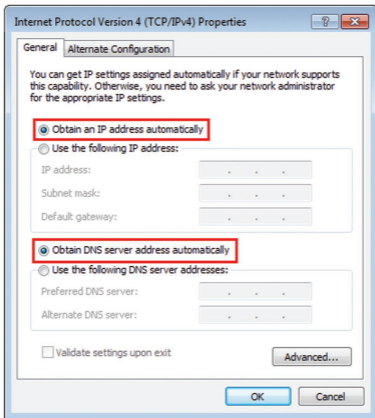 Internet Protocol Version 4 (TCP/IPv4) Properties
General
Alternate Configuration
You can get IP settings assigned automatically if your network supports
this capability. Otherwise, you need to ask your network administrator
for the appropriate IP settings.
Obtain an IP address automatically
Use the following IP address:
IP address:
Subnet mask:
Default gateway:
Obtain DNS server address automatically
Use the following DNS server addresses:
Preferred DNS server:
Alternate DNS server:
Validate settings upon exit
Advanced...
OK
Cancel